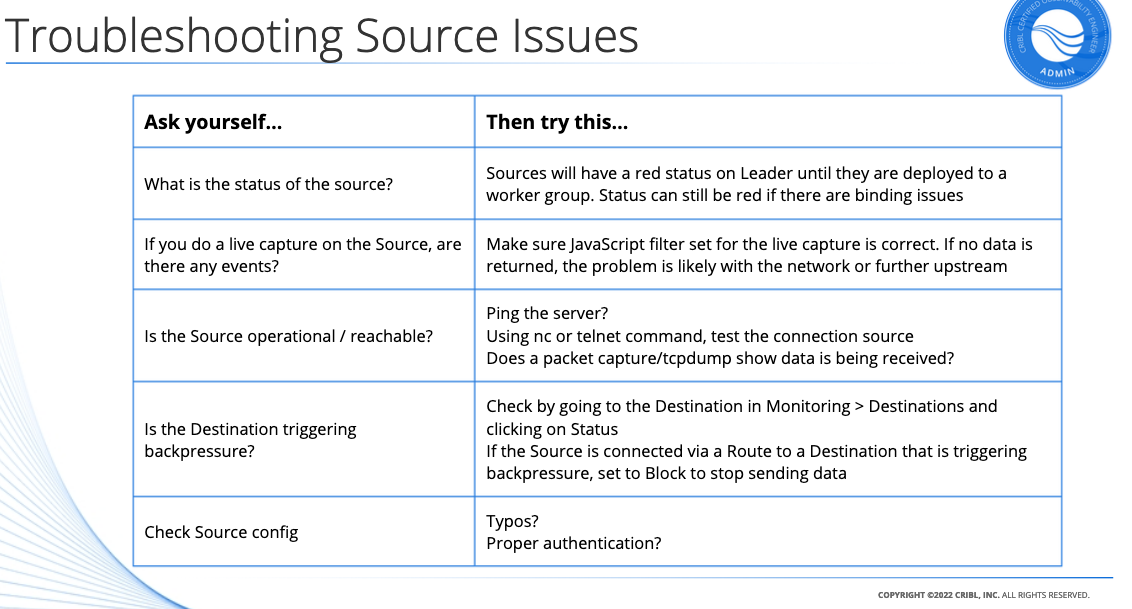 Troubleshooting Source Issues
CRIBL CERTIFIED OBSERVABILITY ENGINEER
ADMIN
Ask yourself...
Then try this...
What is the status of the source?
Sources will have a red status on Leader until they are deployed to a
worker group. Status can still be red if there are binding issues
If you do a live capture on the Source, are
there any events?
Make sure JavaScript filter set for the live capture is correct. If no data is
returned, the problem is likely with the network or further upstream
Is the Source operational / reachable?
Ping the server?
Using nc or telnet command, test the connection source
Does a packet capture/tcpdump show data is being received?
Is the Destination triggering
backpressure?
Check by going to the Destination in Monitoring > Destinations and
clicking on Status
If the Source is connected via a Route to a Destination that is triggering
backpressure, set to Block to stop sending data
Check Source config
Typos?
Proper authentication?
COPYRIGHT ©2022 CRIBL, INC. ALL RIGHTS RESERVED.